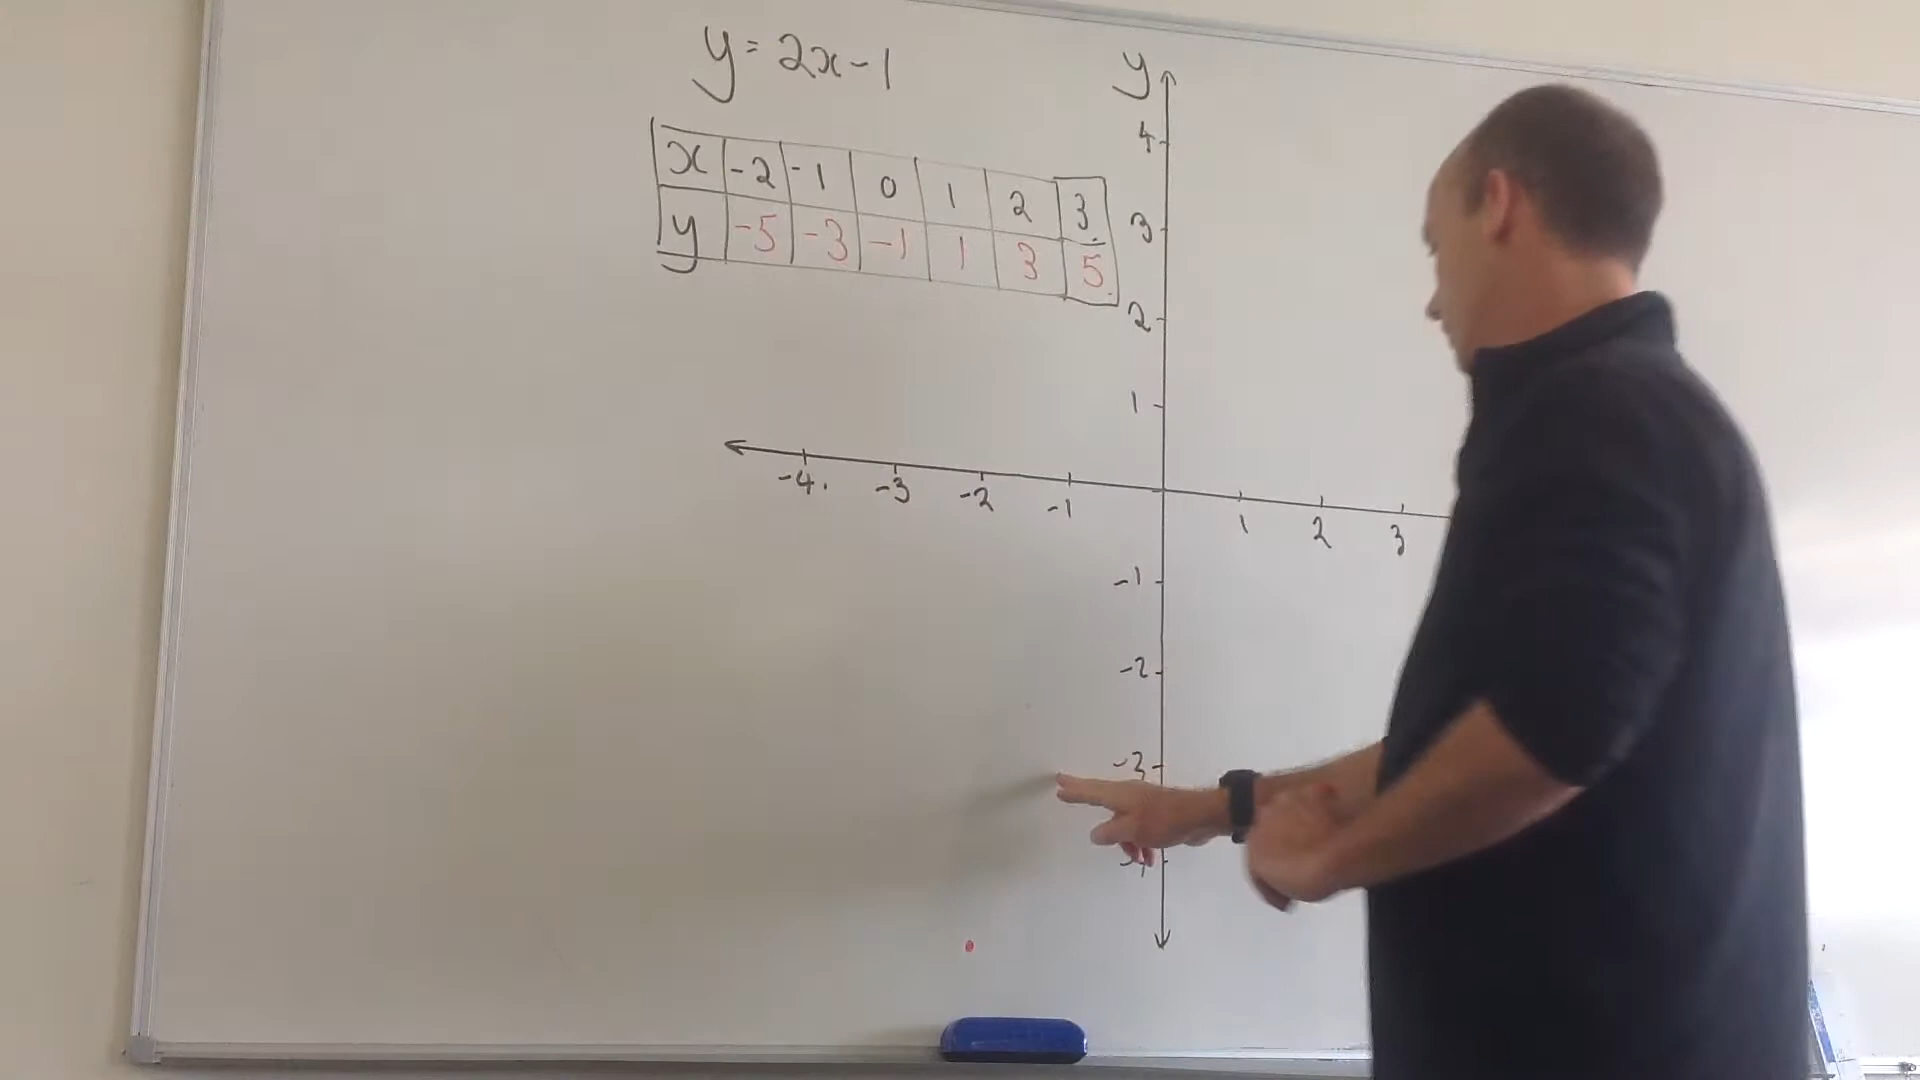 y = 2x - 1
x -2 -1 0 1 2 3
y -5 -3 -1 1 3 5
y
4
3
2
1
-4 -3 -2 -1 1 2 3
-1
-2
-3